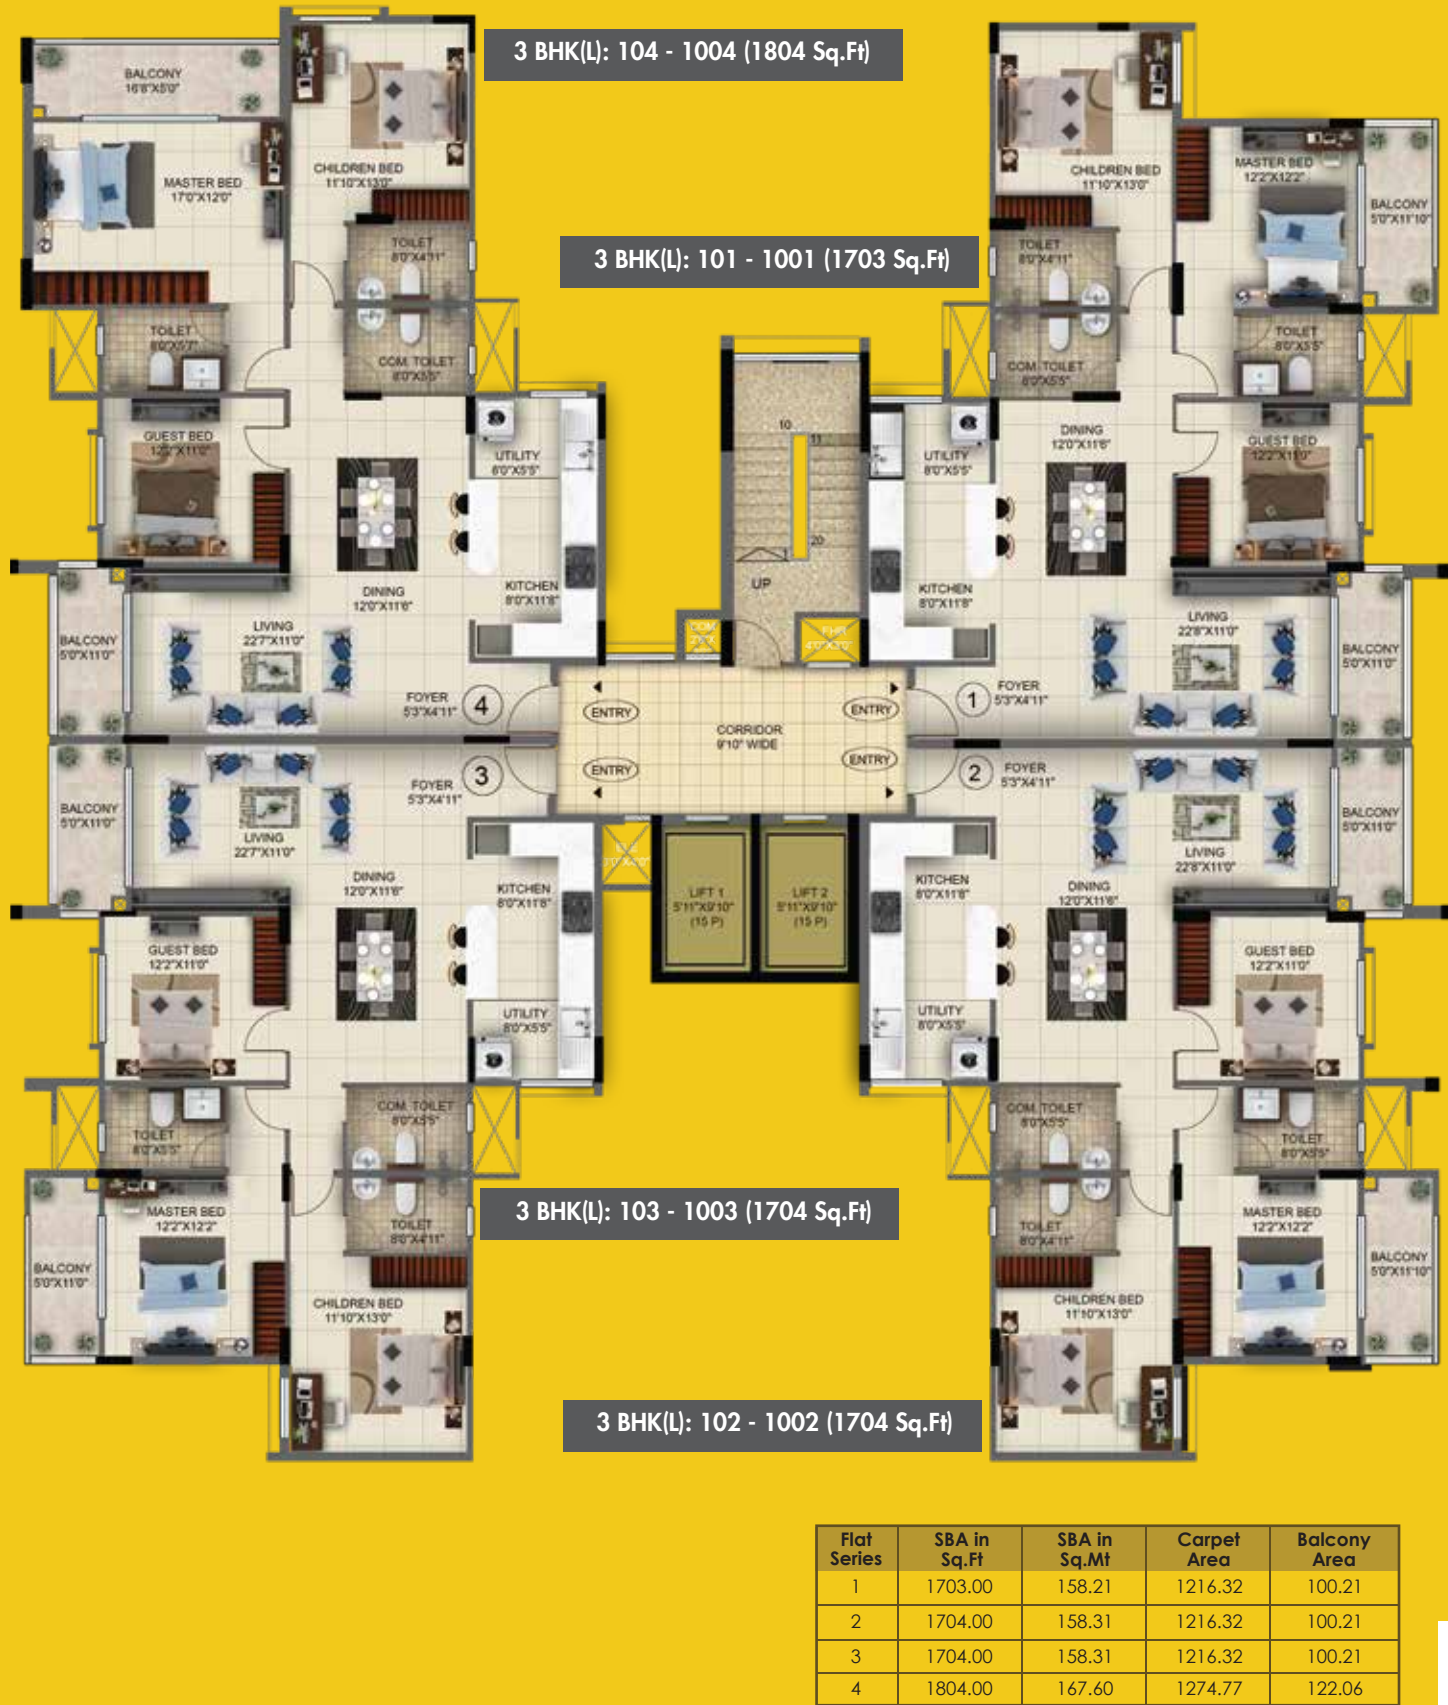 3 BHK(L): 104 - 1004 (1804 Sq.Ft)
BALCONY
16'8"X5'0"
MASTER BED
17'0"X12'0"
CHILDREN BED
11'10"X13'0"
TOILET
8'0"X4'11"
TOILET
8'0"X5'7"
COM. TOILET
8'0"X5'5"
GUEST BED
12'2"X11'0"
UTILITY
8'0"X5'5"
DINING
12'0"X11'6"
KITCHEN
8'0"X11'8"
LIVING
22'7"X11'0"
BALCONY
5'0"X11'0"
FOYER
5'3"X4'11"
4
3 BHK(L): 101 - 1001 (1703 Sq.Ft)
CHILDREN BED
11'10"X13'0"
MASTER BED
12'2"X12'2"
BALCONY
5'0"X11'10"
TOILET
8'0"X4'11"
TOILET
8'0"X5'5"
COM. TOILET
8'0"X5'5"
DINING
12'0"X11'6"
GUEST BED
12'2"X11'0"
UTILITY
8'0"X5'5"
KITCHEN
8'0"X11'8"
LIVING
22'8"X11'0"
BALCONY
5'0"X11'0"
1
FOYER
5'3"X4'11"
10
11
1
20
UP
COM
FHR
ENTRY
ENTRY
CORRIDOR
9'10" WIDE
ENTRY
ENTRY
ELE
LIFT 1
5'11"X9'10"
(15 P)
LIFT 2
5'11"X9'10"
(15 P)
FOYER
5'3"X4'11"
3
BALCONY
5'0"X11'0"
LIVING
22'7"X11'0"
DINING
12'0"X11'6"
KITCHEN
8'0"X11'8"
GUEST BED
12'2"X11'0"
UTILITY
8'0"X5'5"
COM. TOILET
8'0"X5'5"
TOILET
8'0"X5'5"
MASTER BED
12'2"X12'2"
TOILET
8'0"X4'11"
BALCONY
5'0"X11'0"
CHILDREN BED
11'10"X13'0"
3 BHK(L): 103 - 1003 (1704 Sq.Ft)
2
FOYER
5'3"X4'11"
BALCONY
5'0"X11'0"
LIVING
22'8"X11'0"
KITCHEN
8'0"X11'8"
DINING
12'0"X11'6"
GUEST BED
12'2"X11'0"
UTILITY
8'0"X5'5"
COM. TOILET
8'0"X5'5"
TOILET
8'0"X5'5"
TOILET
8'0"X4'11"
MASTER BED
12'2"X12'2"
BALCONY
5'0"X11'10"
CHILDREN BED
11'10"X13'0"
3 BHK(L): 102 - 1002 (1704 Sq.Ft)
Flat Series SBA in Sq.Ft SBA in Sq.Mt Carpet Area Balcony Area
1 1703.00 158.21 1216.32 100.21
2 1704.00 158.31 1216.32 100.21
3 1704.00 158.31 1216.32 100.21
4 1804.00 167.60 1274.77 122.06